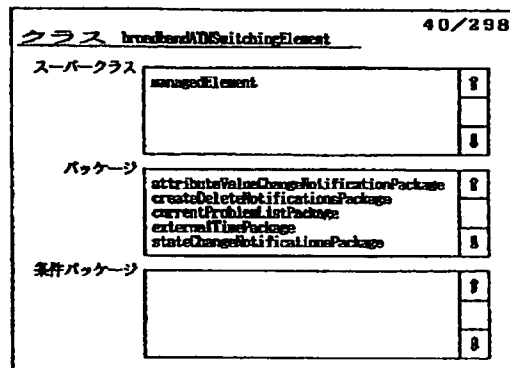 40/298
クラス broadbandATMSwitchingElement
スーパークラス
managedElement
パッケージ
attributeValueChangeNotificationPackage
createDeleteNotificationsPackage
currentProblemListPackage
externalTimePackage
stateChangeNotificationPackage
条件パッケージ